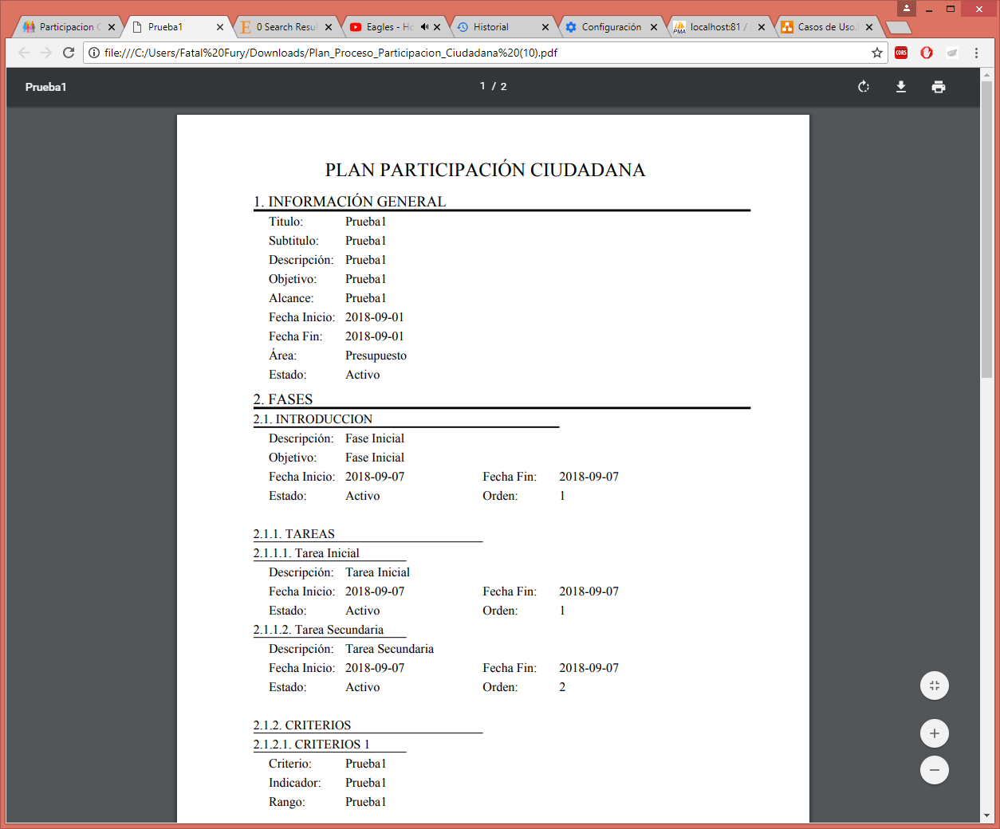 Participacion C
Prueba1
0 Search Resul
Eagles - Ho
Historial
Configuración
localhost:81 /
Casos de Uso.
file:///C:/Users/Fatal%20Fury/Downloads/Plan_Proceso_Participacion_Ciudadana%20(10).pdf
CORS
Prueba1
1 / 2
PLAN PARTICIPACIÓN CIUDADANA
1. INFORMACIÓN GENERAL
Titulo: Prueba1
Subtitulo: Prueba1
Descripción: Prueba1
Objetivo: Prueba1
Alcance: Prueba1
Fecha Inicio: 2018-09-01
Fecha Fin: 2018-09-01
Área: Presupuesto
Estado: Activo
2. FASES
2.1. INTRODUCCION
Descripción: Fase Inicial
Objetivo: Fase Inicial
Fecha Inicio: 2018-09-07 Fecha Fin: 2018-09-07
Estado: Activo Orden: 1
2.1.1. TAREAS
2.1.1.1. Tarea Inicial
Descripción: Tarea Inicial
Fecha Inicio: 2018-09-07 Fecha Fin: 2018-09-07
Estado: Activo Orden: 1
2.1.1.2. Tarea Secundaria
Descripción: Tarea Secundaria
Fecha Inicio: 2018-09-07 Fecha Fin: 2018-09-07
Estado: Activo Orden: 2
2.1.2. CRITERIOS
2.1.2.1. CRITERIOS 1
Criterio: Prueba1
Indicador: Prueba1
Rango: Prueba1